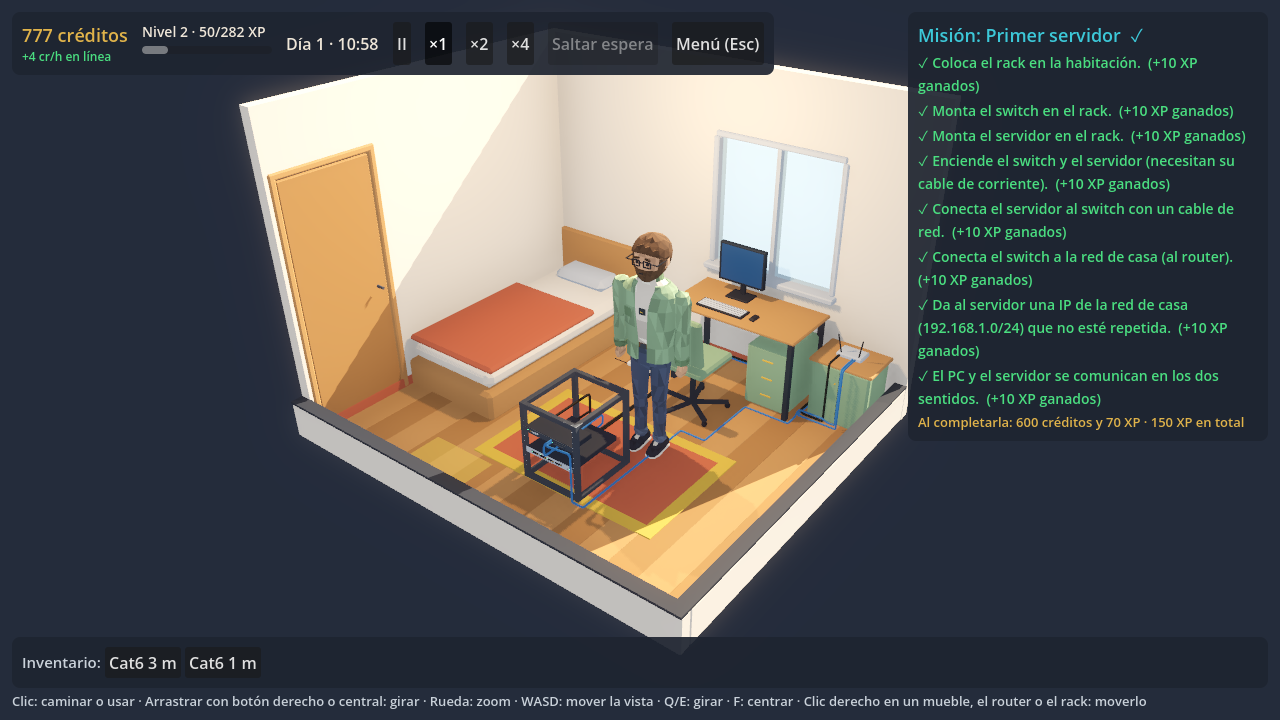 777 créditos
+4 cr/h en línea
Nivel 2 · 50/282 XP
Día 1 · 10:58
II
×1
×2
×4
Saltar espera
Menú (Esc)
Misión: Primer servidor ✓
✓ Coloca el rack en la habitación. (+10 XP
ganados)
✓ Monta el switch en el rack. (+10 XP ganados)
✓ Monta el servidor en el rack. (+10 XP ganados)
✓ Enciende el switch y el servidor (necesitan su
cable de corriente). (+10 XP ganados)
✓ Conecta el servidor al switch con un cable de
red. (+10 XP ganados)
✓ Conecta el switch a la red de casa (al router).
(+10 XP ganados)
✓ Da al servidor una IP de la red de casa
(192.168.1.0/24) que no esté repetida. (+10 XP
ganados)
✓ El PC y el servidor se comunican en los dos
sentidos. (+10 XP ganados)
Al completarla: 600 créditos y 70 XP · 150 XP en total
Inventario:
Cat6 3 m
Cat6 1 m
Clic: caminar o usar · Arrastrar con botón derecho o central: girar · Rueda: zoom · WASD: mover la vista · Q/E: girar · F: centrar · Clic derecho en un mueble, el router o el rack: moverlo